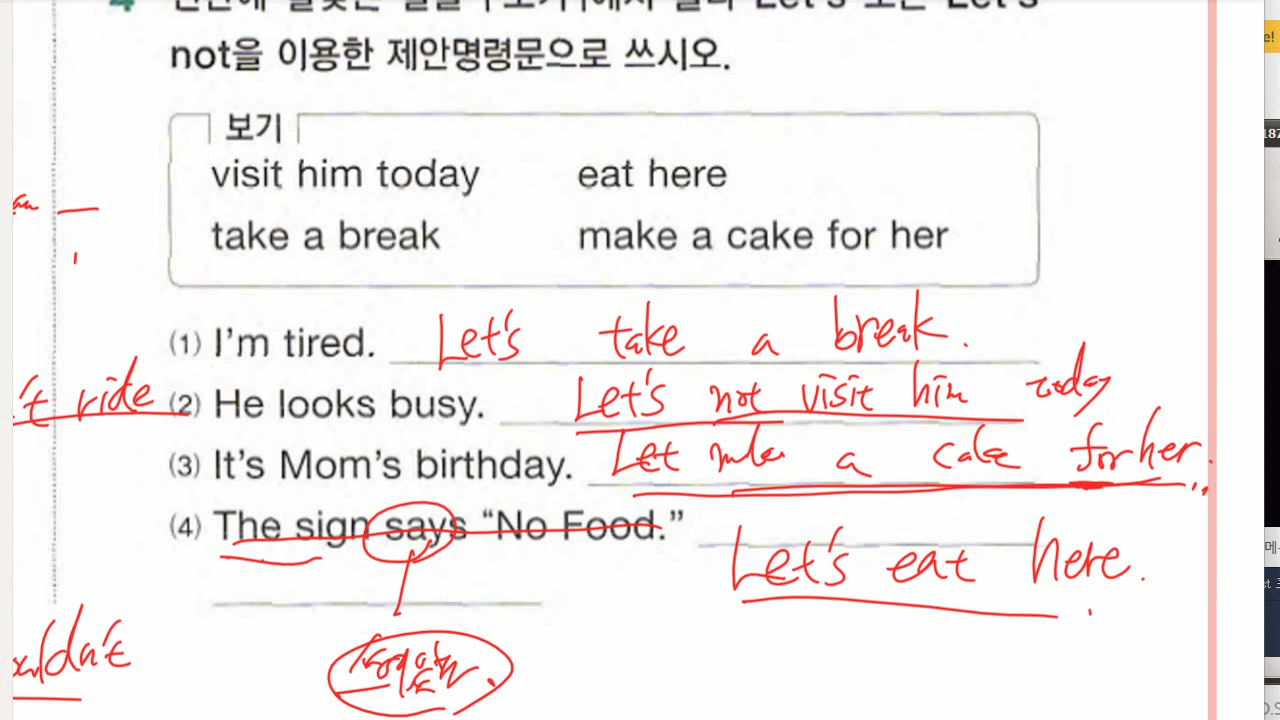 not을 이용한 제안명령문으로 쓰시오.
보기
visit him today eat here
take a break make a cake for her
(1) I'm tired. Let's take a break.
't ride (2) He looks busy. Let's not visit him today
(3) It's Mom's birthday. Let make a cake for her.
(4) The sign says “No Food.” Let's eat here.